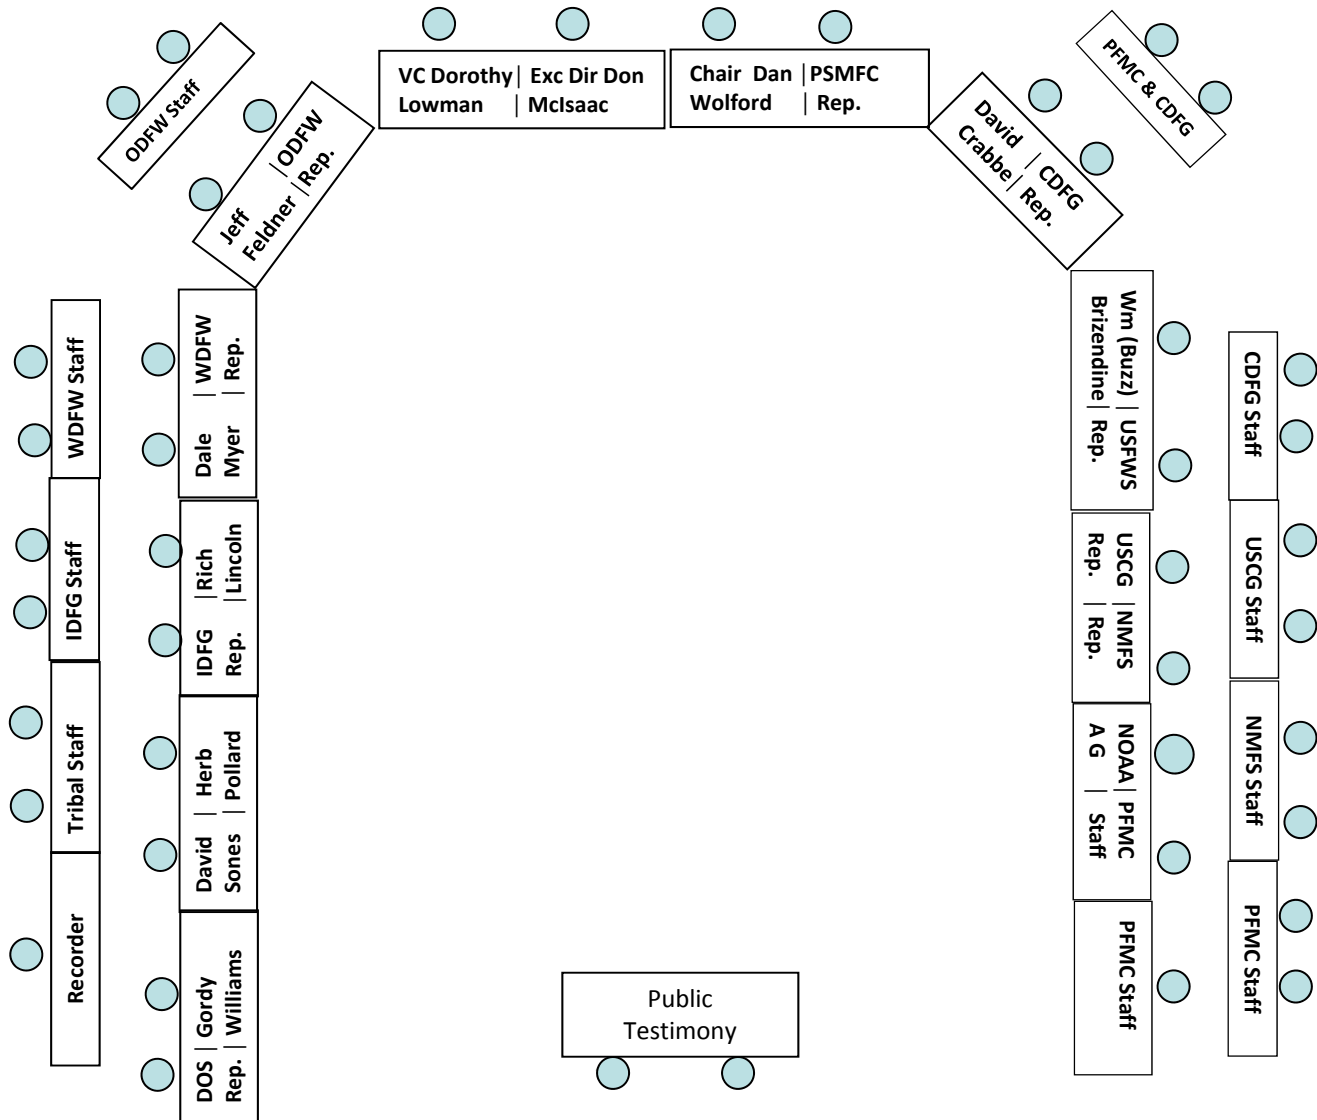 VC Dorothy | Exc Dir Don
Lowman | McIsaac
Chair Dan | PSMFC
Wolford | Rep.
ODFW Staff
Jeff | ODFW
Feldner | Rep.
David | CDFG
Crabbe | Rep.
PFMC & CDFG
WDFW Staff
IDFG Staff
Tribal Staff
Recorder
Dale | WDFW
Myer | Rep.
IDFG | Rich
Rep. | Lincoln
David | Herb
Sones | Pollard
DOS | Gordy
Rep. | Williams
Wm (Buzz) | USFWS
Brizendine | Rep.
USCG | NMFS
Rep. | Rep.
NOAA | PFMC
A G | Staff
PFMC Staff
CDFG Staff
USCG Staff
NMFS Staff
PFMC Staff
Public
Testimony